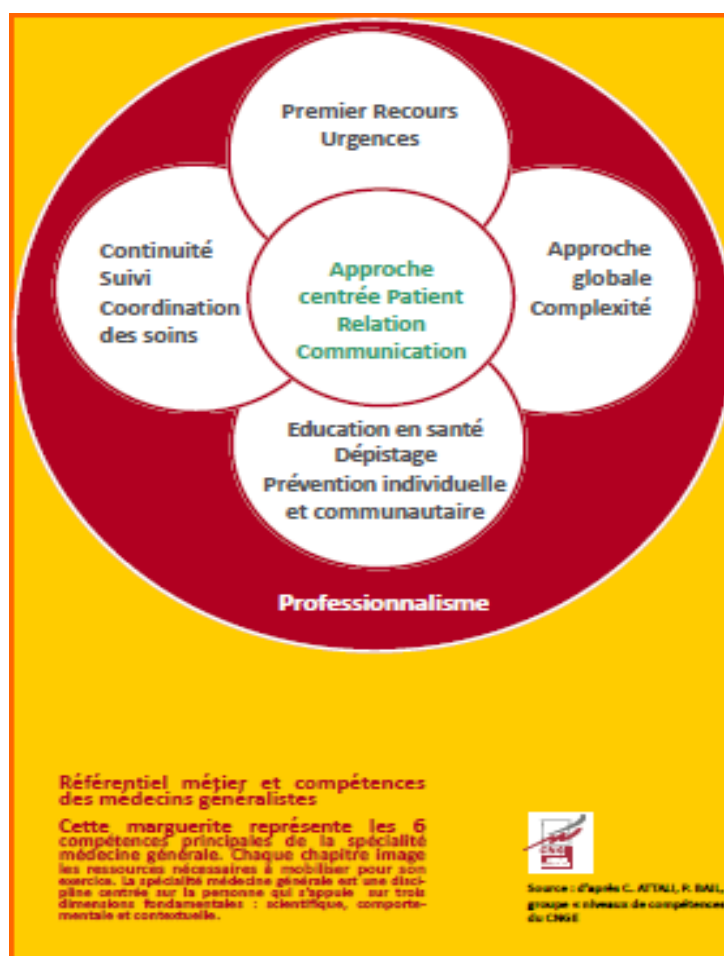 Premier Recours
Urgences
Continuité
Suivi
Coordination
des soins
Approche
globale
Complexité
Approche
centrée Patient
Relation
Communication
Education en santé
Dépistage
Prévention individuelle
et communautaire
Professionnalisme
Référentiel métier et compétences
des médecins généralistes
Cette marguerite représente les 6
compétences principales de la spécialité
médecine générale. Chaque chapitre image
les ressources nécessaires à mobiliser pour son
exercice. La spécialité médecine générale est une disci-
pline centrée sur la personne qui s'appuie sur trois
dimensions fondamentales : scientifique, comporte-
mentale et contextuelle.
CNGE
Source : d'après C. ATTALI, P. BAIL,
groupe « niveaux de compétences
du CNGE